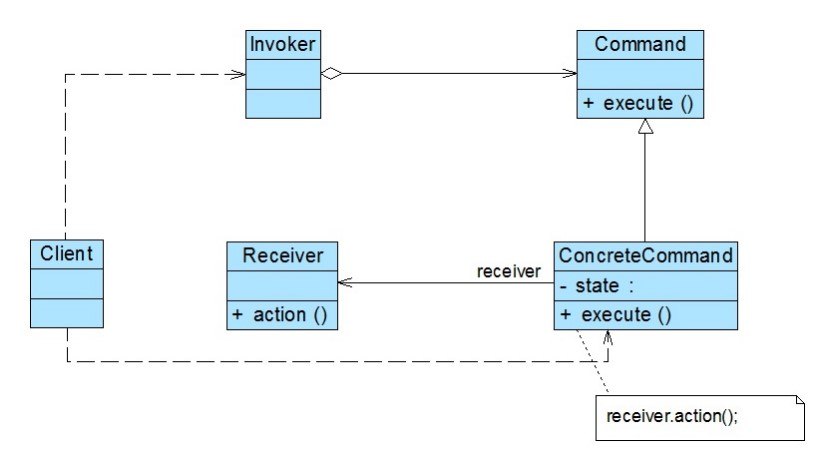 Invoker
Command
+ execute ()
Client
Receiver
+ action ()
receiver
ConcreteCommand
- state :
+ execute ()
receiver.action();